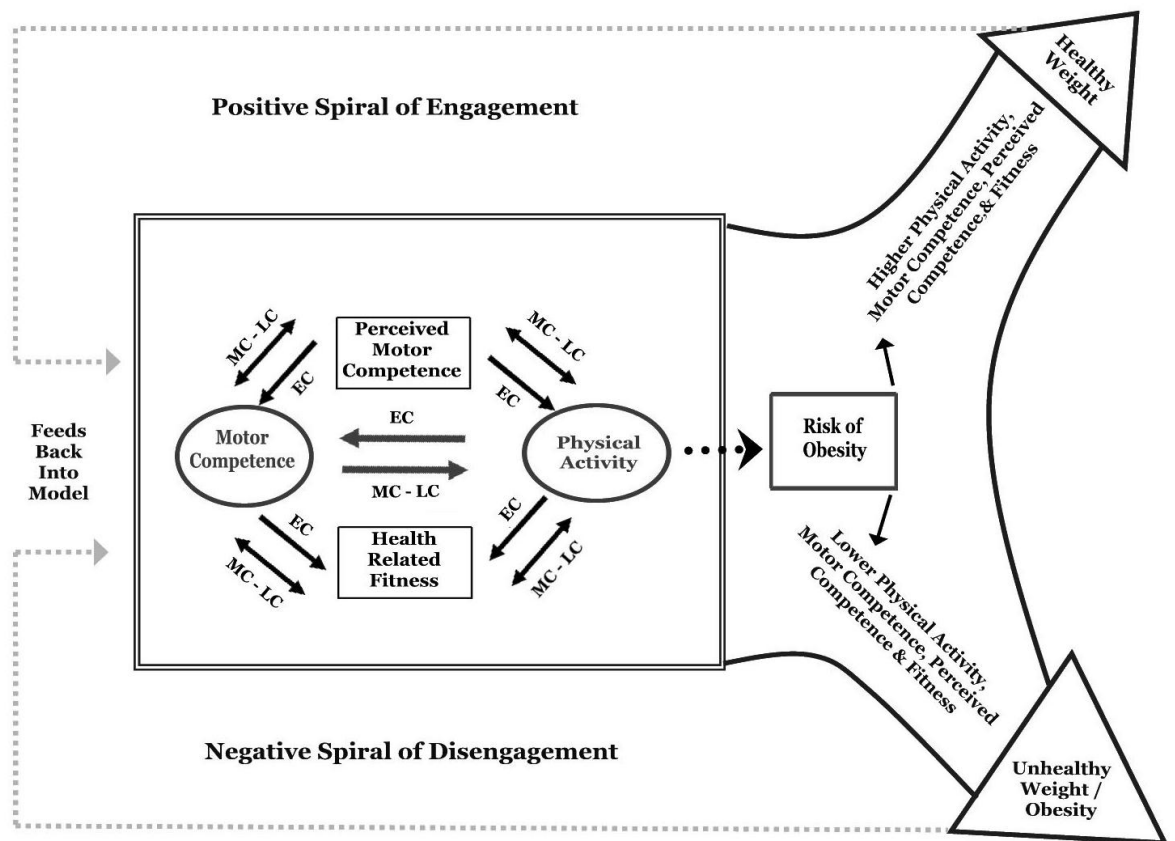 Healthy
Weight
Positive Spiral of Engagement
Higher Physical Activity,
Motor Competence, Perceived
Competence,& Fitness
MC - LC
EC
Perceived
Motor
Competence
MC - LC
EC
EC
Motor
Competence
Physical
Activity
MC - LC
Risk of
Obesity
Feeds
Back
Into
Model
EC
MC - LC
Health
Related
Fitness
EC
MC - LC
Lower Physical Activity,
Motor Competence, Perceived
Competence & Fitness
Negative Spiral of Disengagement
Unhealthy
Weight /
Obesity